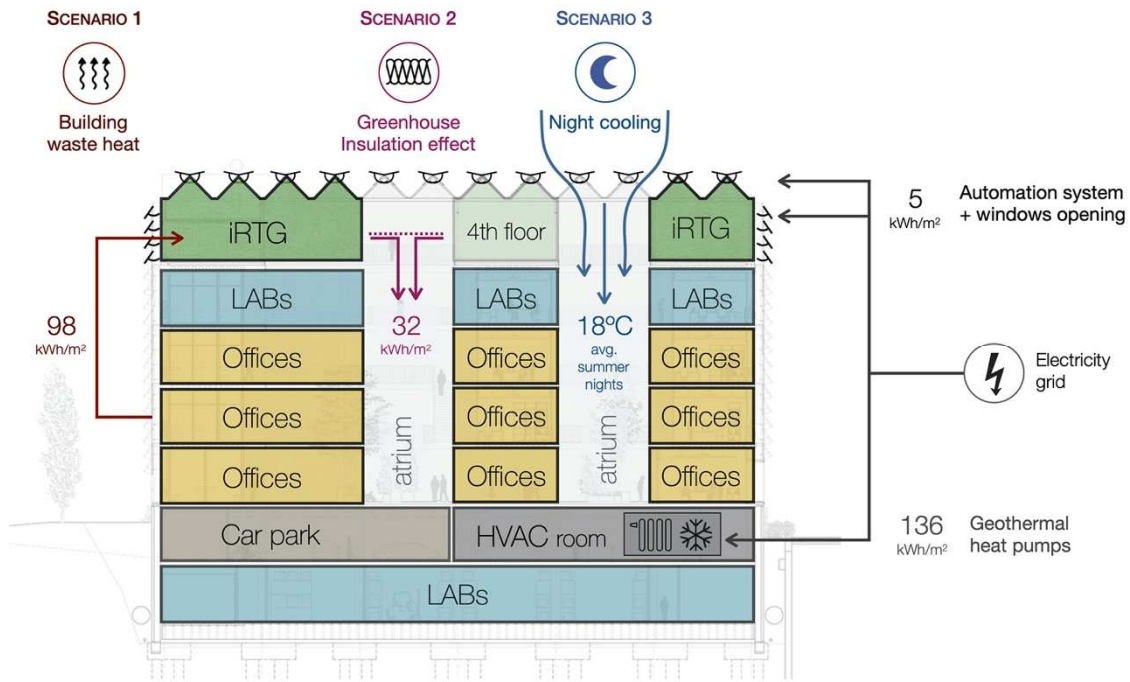 SCENARIO 1
Building
waste heat
SCENARIO 2
Greenhouse
Insulation effect
SCENARIO 3
Night cooling
5
kWh/m²
Automation system
+ windows opening
iRTG
4th floor
iRTG
LABs
LABs
LABs
98
kWh/m²
32
kWh/m²
18ºC
avg.
summer
nights
Offices
Offices
Offices
Electricity
grid
Offices
Offices
Offices
atrium
atrium
Offices
Offices
Offices
Car park
HVAC room
136
kWh/m²
Geothermal
heat pumps
LABs